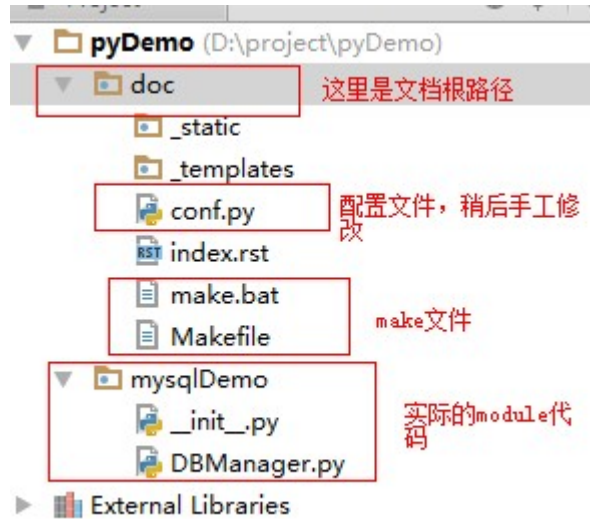 pyDemo (D:\project\pyDemo)
doc
这里是文档根路径
_static
_templates
conf.py
配置文件，稍后手工修
改
index.rst
make.bat
make文件
Makefile
mysqlDemo
__init__.py
实际的module代
码
DBManager.py
External Libraries